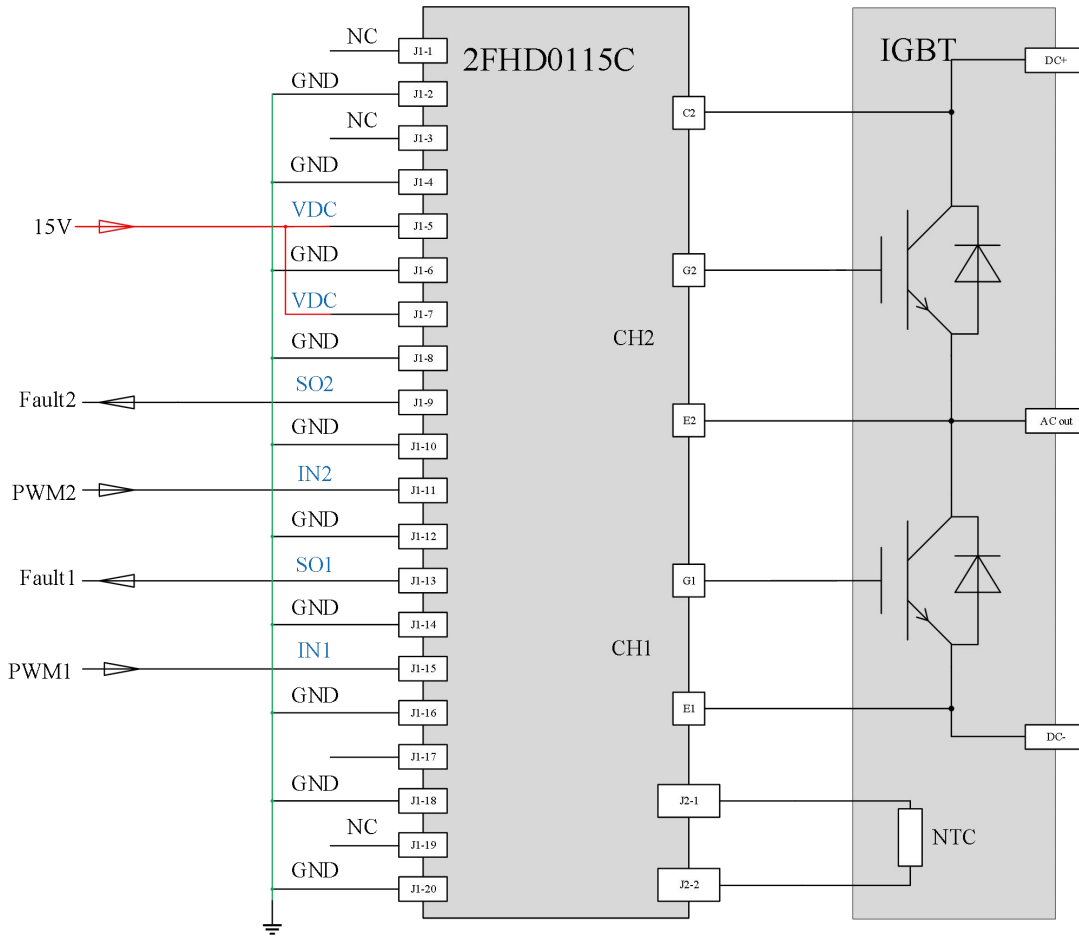 NC
J1-1
2FHD0115C
IGBT
DC+
GND
J1-2
C2
NC
J1-3
GND
J1-4
15V
VDC
J1-5
GND
J1-6
G2
VDC
J1-7
CH2
GND
J1-8
Fault2
SO2
J1-9
E2
AC out
GND
J1-10
PWM2
IN2
J1-11
GND
J1-12
Fault1
SO1
J1-13
G1
GND
J1-14
PWM1
IN1
J1-15
CH1
GND
J1-16
E1
DC-
J1-17
GND
J1-18
J2-1
NC
J1-19
NTC
GND
J1-20
J2-2